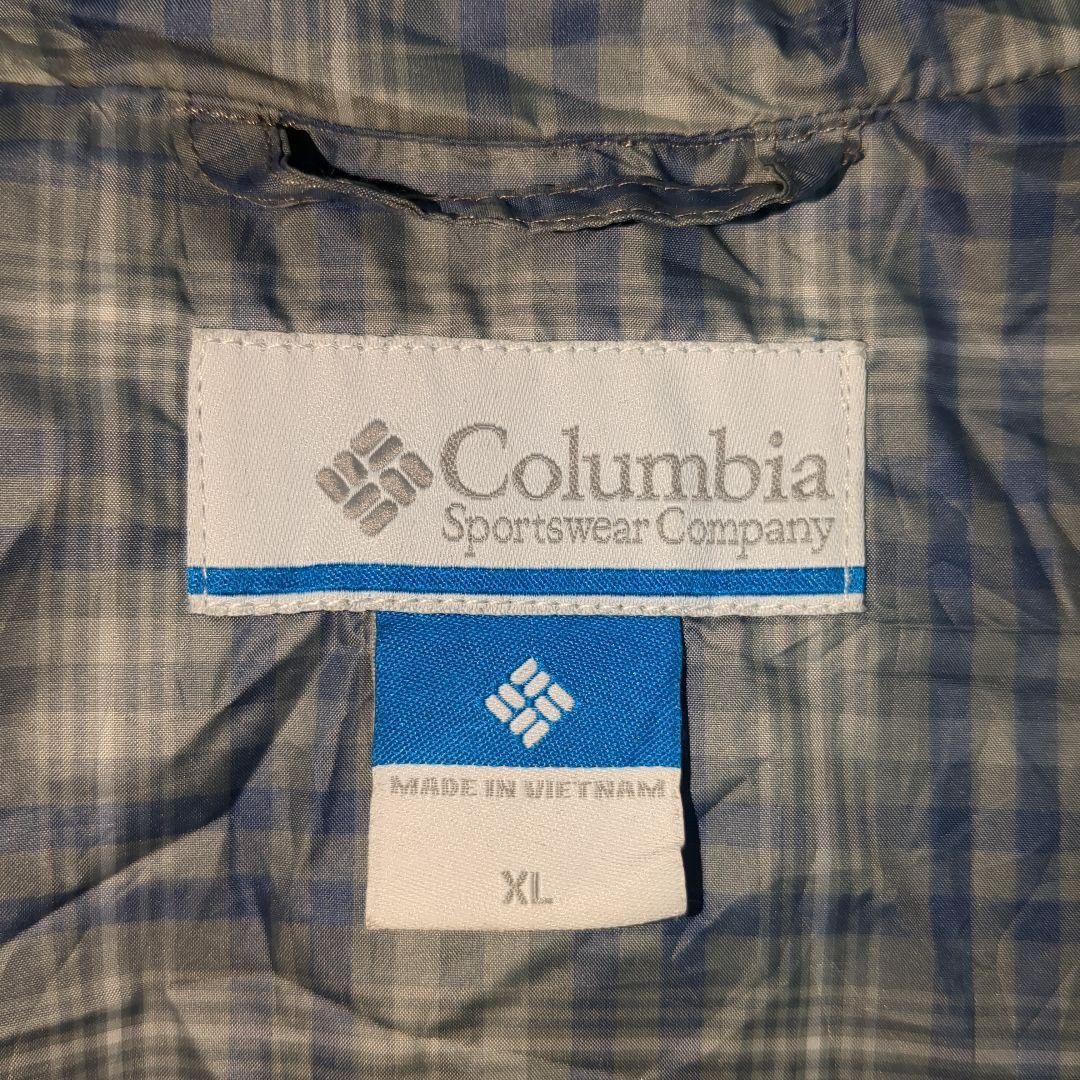 Columbia
Sportswear Company
MADE IN VIETNAM
XL